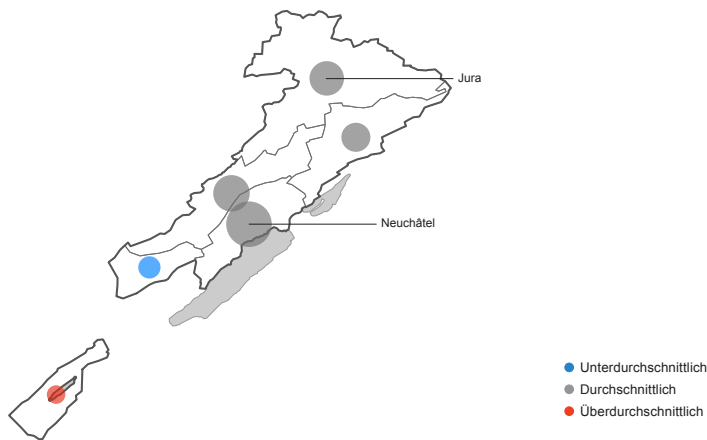 Jura
Neuchâtel
Unterdurchschnittlich
Durchschnittlich
Überdurchschnittlich